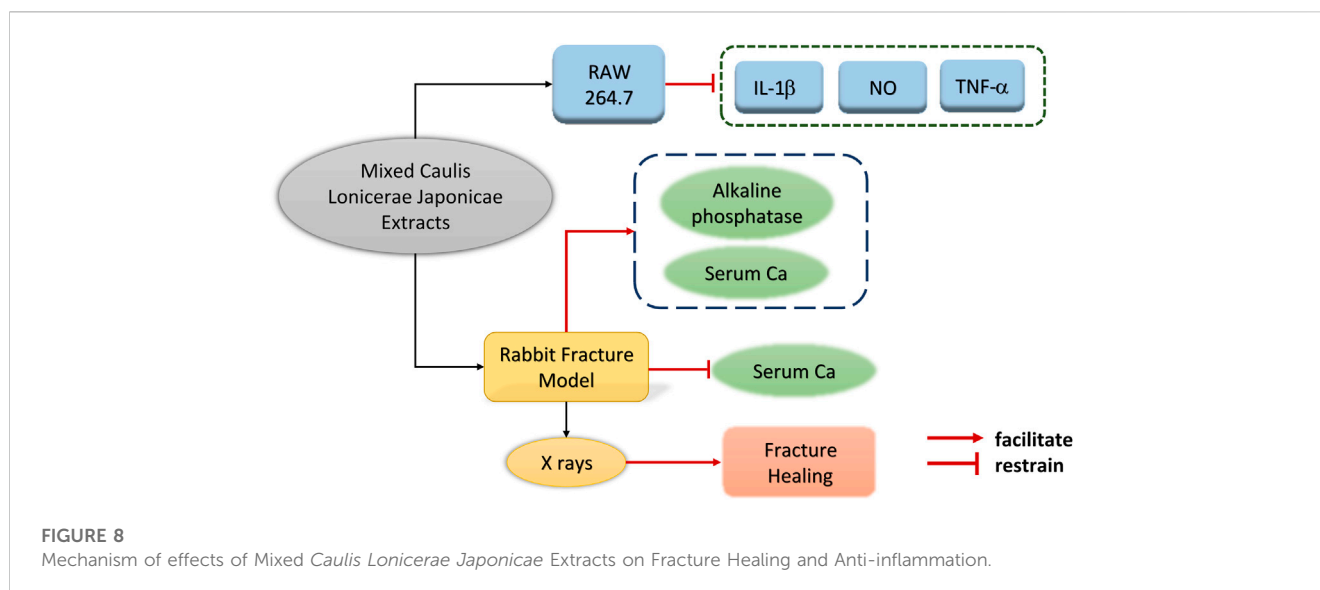 RAW
264.7
IL-1β
NO
TNF-α
Mixed Caulis
Lonicerae Japonicae
Extracts
Alkaline
phosphatase
Serum Ca
Rabbit Fracture
Model
Serum Ca
X rays
Fracture
Healing
facilitate
restrain
FIGURE 8
Mechanism of effects of Mixed Caulis Lonicerae Japonicae Extracts on Fracture Healing and Anti-inflammation.